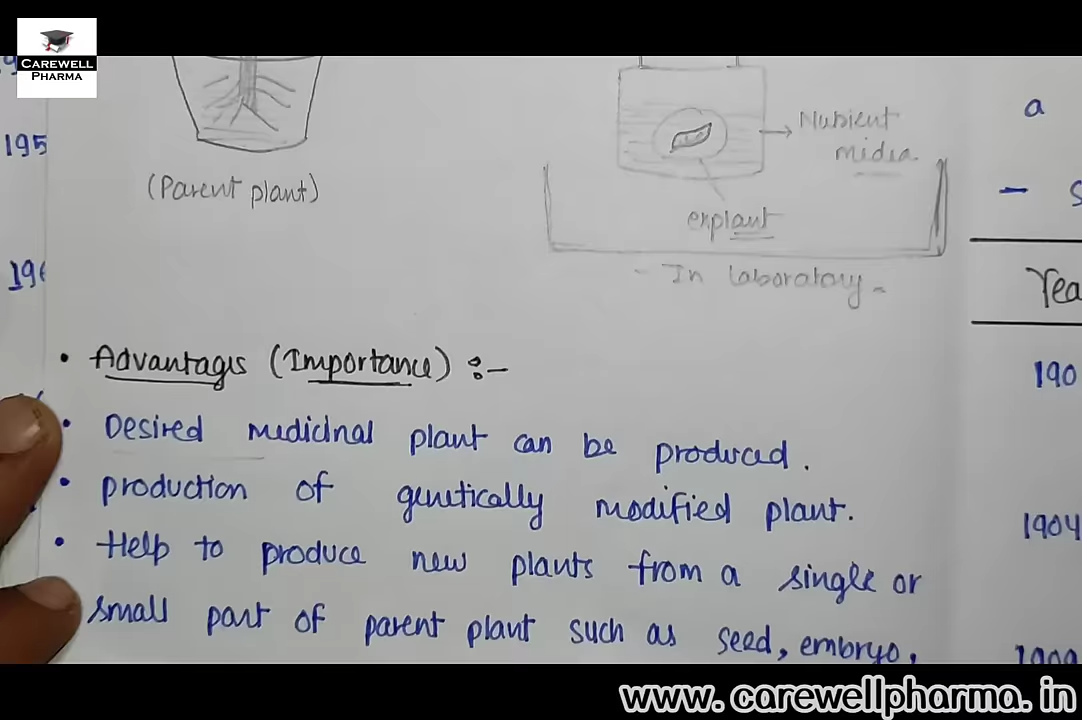 CAREWELL
PHARMA
195
(Parent plant)
Nutrient
midia
explant
- In laboratory -
a
Yea
190
1904
• Advantages (Importance) :-
• Desired medicinal plant can be produced.
• production of genetically modified plant.
• Help to produce new plants from a single or
small part of parent plant such as seed, embryo,
1909
www.carewellpharma.in